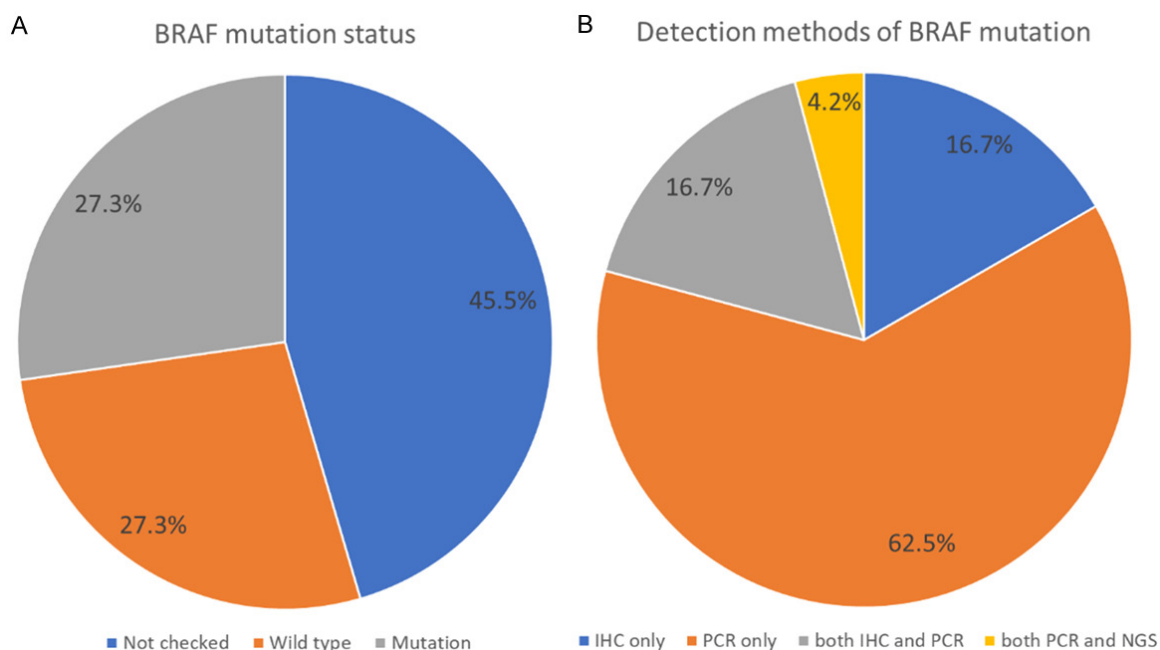 A
BRAF mutation status
27.3%
45.5%
27.3%
Not checked Wild type Mutation
B
Detection methods of BRAF mutation
4.2%
16.7%
16.7%
62.5%
IHC only PCR only both IHC and PCR both PCR and NGS